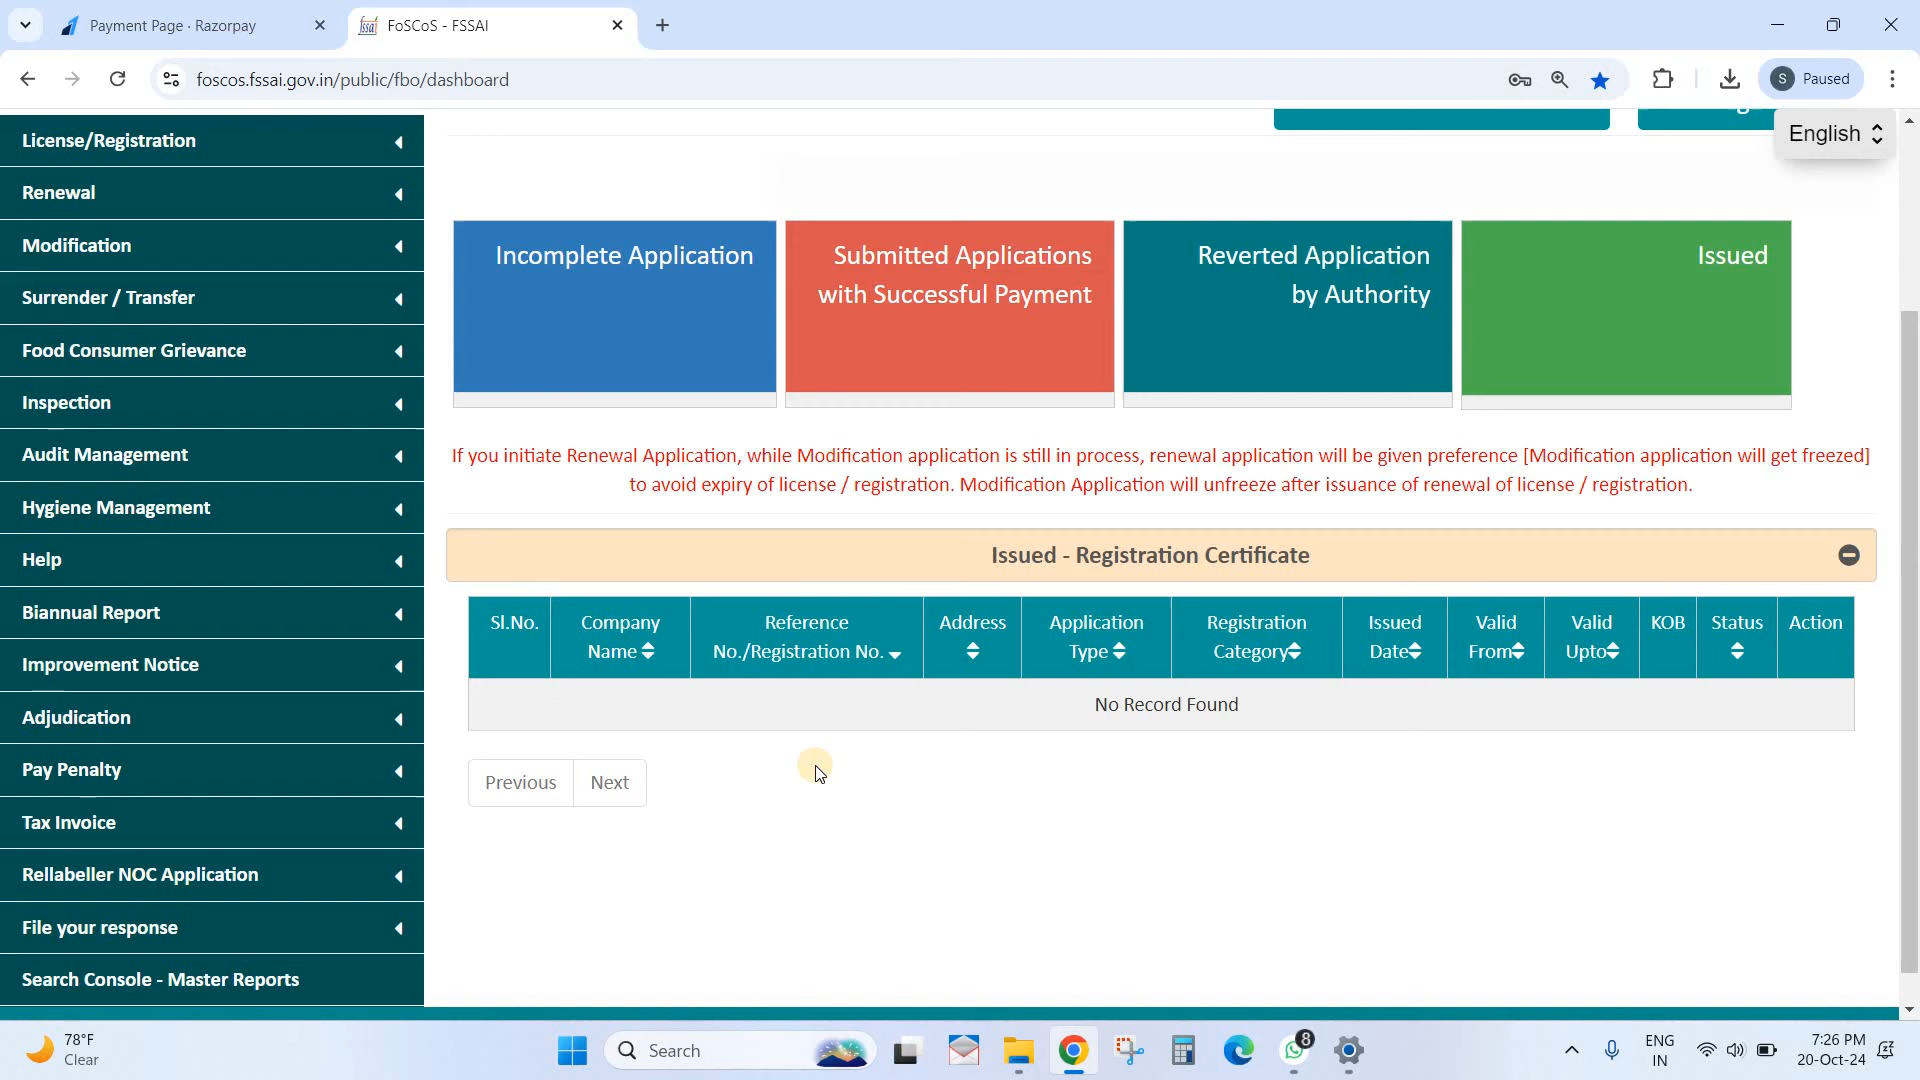 Payment Page · Razorpay
FoSCoS - FSSAI
foscos.fssai.gov.in/public/fbo/dashboard
S
Paused
English
License/Registration
Renewal
Modification
Surrender / Transfer
Food Consumer Grievance
Inspection
Audit Management
Hygiene Management
Help
Biannual Report
Improvement Notice
Adjudication
Pay Penalty
Tax Invoice
Rellabeller NOC Application
File your response
Search Console - Master Reports
Incomplete Application
Submitted Applications
with Successful Payment
Reverted Application
by Authority
Issued
If you initiate Renewal Application, while Modification application is still in process, renewal application will be given preference [Modification application will get freezed]
to avoid expiry of license / registration. Modification Application will unfreeze after issuance of renewal of license / registration.
Issued - Registration Certificate
Sl.No.
Company
Name
Reference
No./Registration No.
Address
Application
Type
Registration
Category
Issued
Date
Valid
From
Valid
Upto
KOB
Status
Action
No Record Found
Previous
Next
78°F
Clear
Search
8
ENG
IN
7:26 PM
20-Oct-24